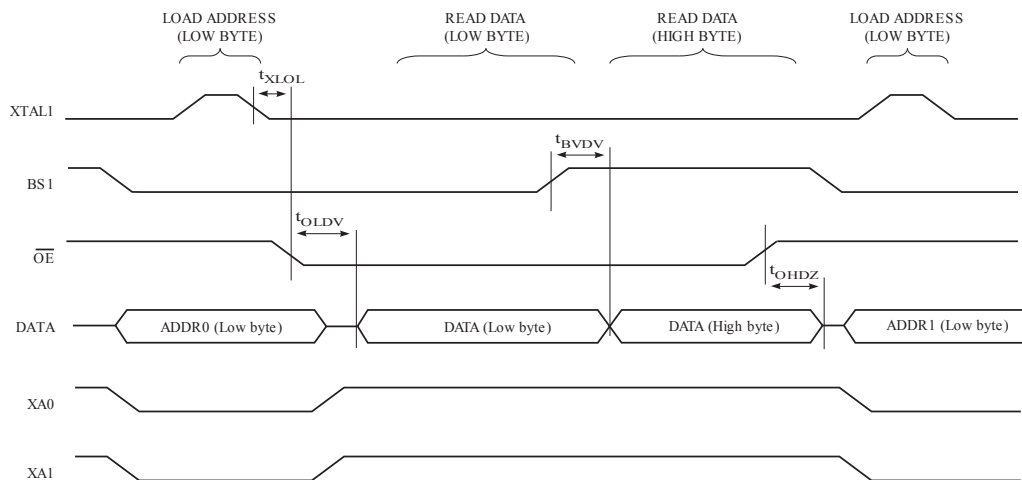 LOAD ADDRESS
(LOW BYTE)
READ DATA
(LOW BYTE)
READ DATA
(HIGH BYTE)
LOAD ADDRESS
(LOW BYTE)
tXLOL
XTAL1
tBVDV
BS1
tOLDV
OE
tOHDZ
DATA
ADDR0 (Low byte)
DATA (Low byte)
DATA (High byte)
ADDR1 (Low byte)
XA0
XA1